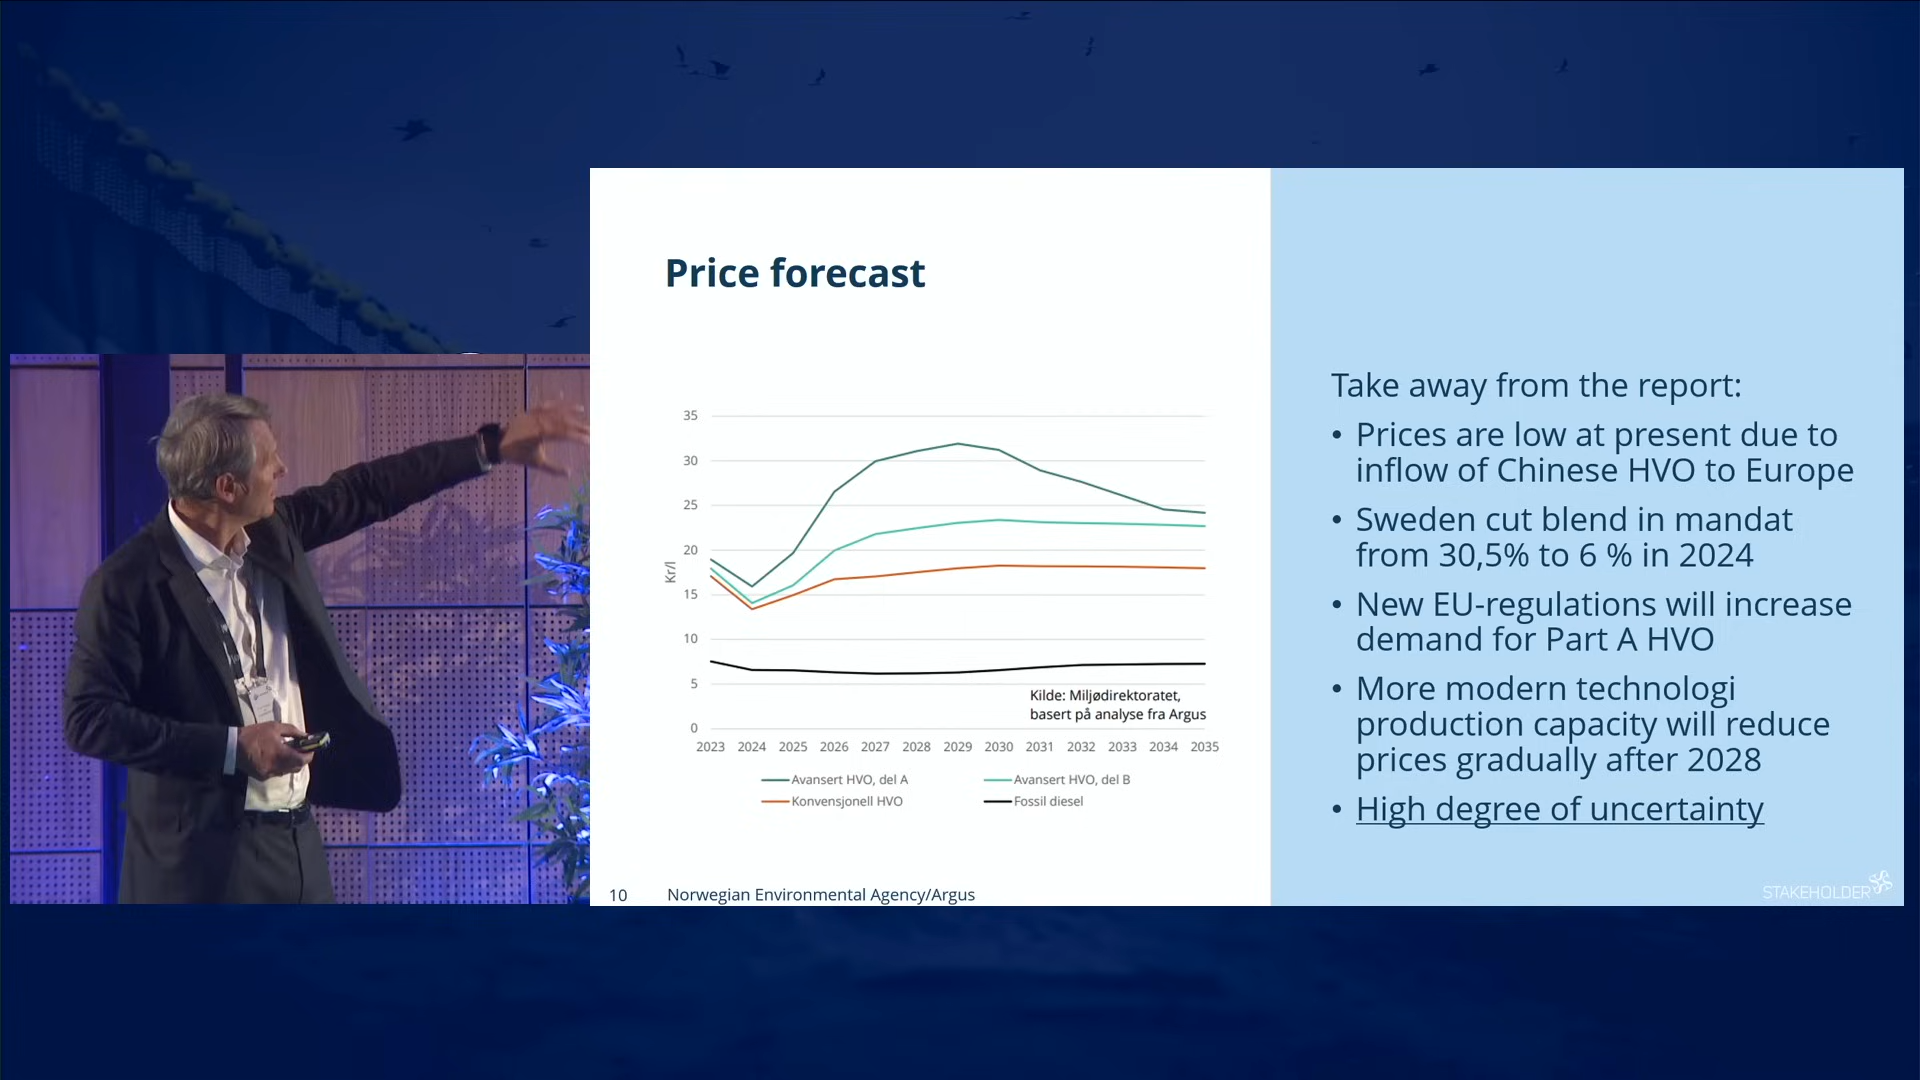 Price forecast
35
30
25
20
15
10
5
0
Kr/l
2023 2024 2025 2026 2027 2028 2029 2030 2031 2032 2033 2034 2035
Kilde: Miljødirektoratet,
basert på analyse fra Argus
Avansert HVO, del A
Avansert HVO, del B
Konvensjonell HVO
Fossil diesel
10
Norwegian Environmental Agency/Argus
Take away from the report:
• Prices are low at present due to
inflow of Chinese HVO to Europe
• Sweden cut blend in mandat
from 30,5% to 6 % in 2024
• New EU-regulations will increase
demand for Part A HVO
• More modern technologi
production capacity will reduce
prices gradually after 2028
• High degree of uncertainty
STAKEHOLDER